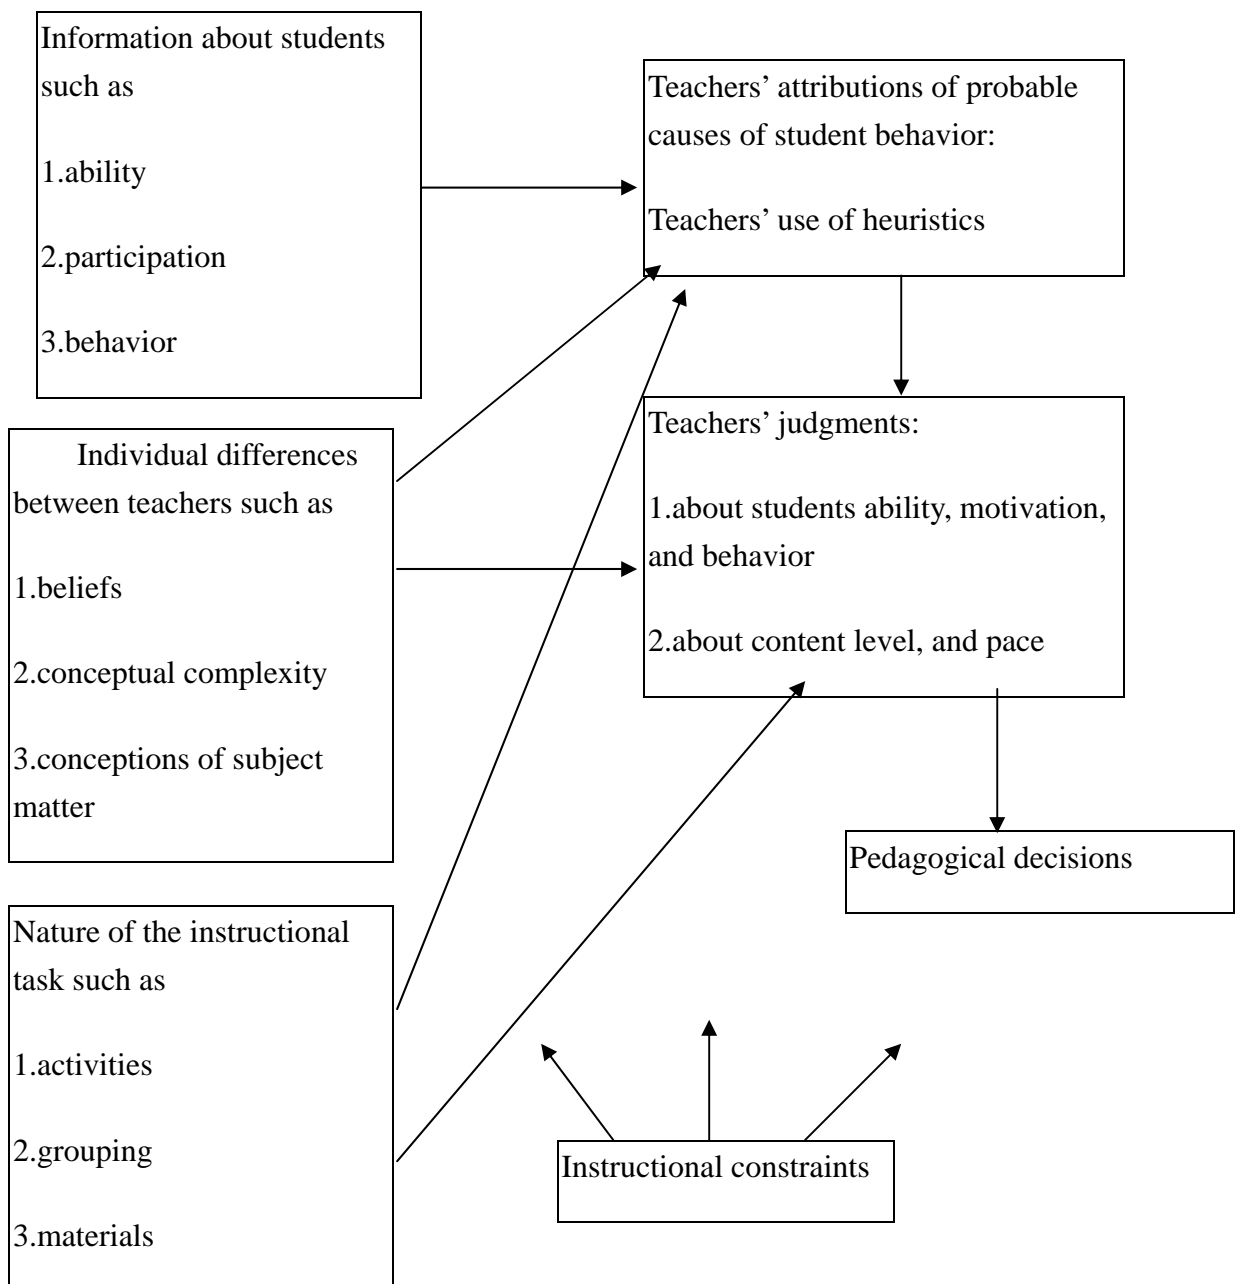 Information about students
such as
1.ability
2.participation
3.behavior
Teachers’ attributions of probable
causes of student behavior:
Teachers’ use of heuristics
Individual differences
between teachers such as
1.beliefs
2.conceptual complexity
3.conceptions of subject
matter
Teachers’ judgments:
1.about students ability, motivation,
and behavior
2.about content level, and pace
Pedagogical decisions
Nature of the instructional
task such as
1.activities
2.grouping
3.materials
Instructional constraints